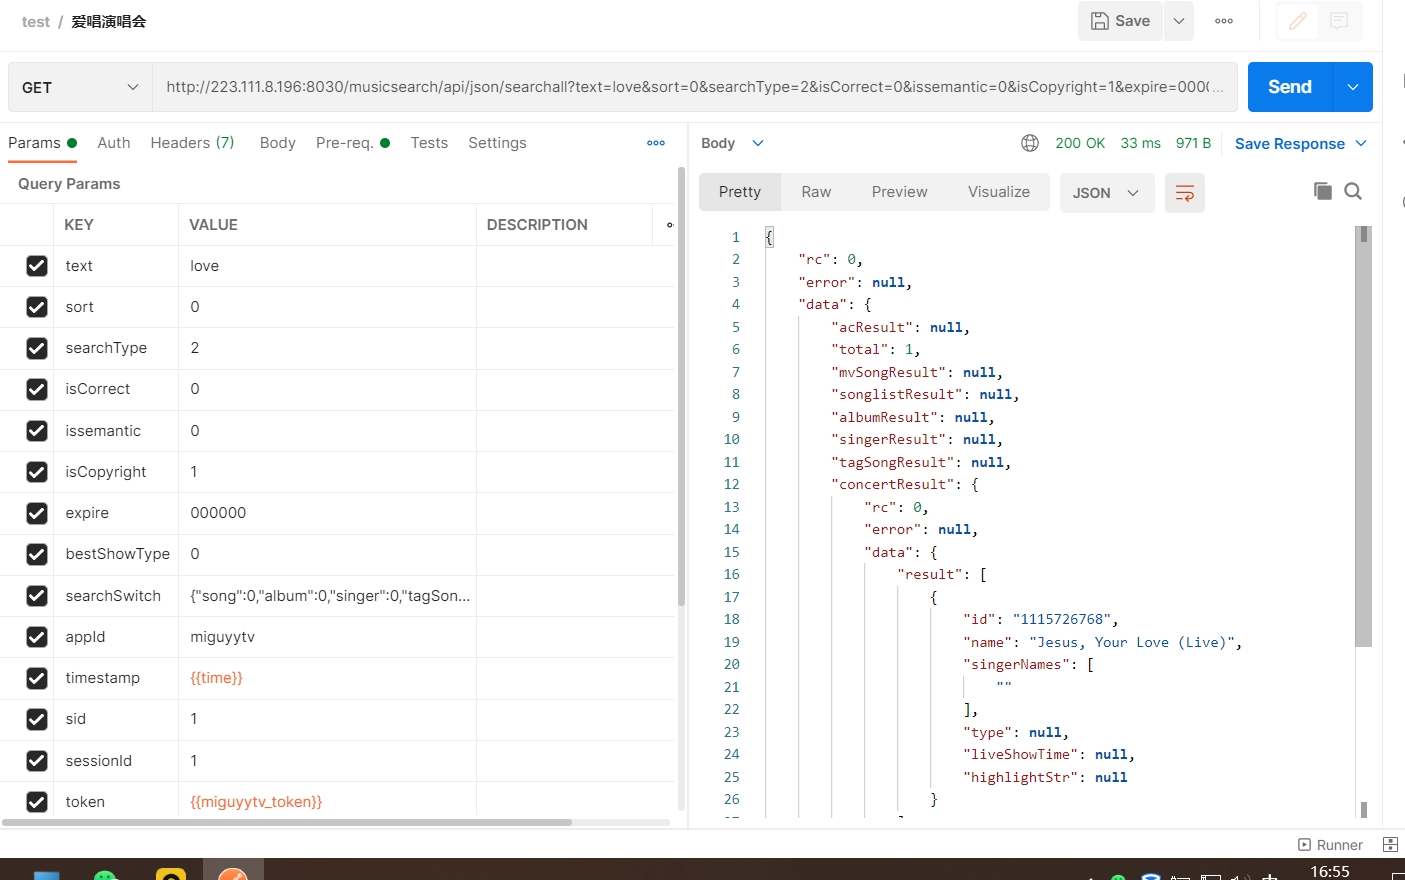 test / 爱唱演唱会
Save
GET
http://223.111.8.196:8030/musicsearch/api/json/searchall?text=love&sort=0&searchType=2&isCorrect=0&issemantic=0&isCopyright=1&expire=000(...
Send
Params Auth Headers (7) Body Pre-req. Tests Settings
Body 200 OK 33 ms 971 B Save Response
Query Params
Pretty Raw Preview Visualize JSON
KEY VALUE DESCRIPTION
text love
sort 0
searchType 2
isCorrect 0
issemantic 0
isCopyright 1
expire 000000
bestShowType 0
searchSwitch {"song":0,"album":0,"singer":0,"tagSon...
appId miguyytv
timestamp {{time}}
sid 1
sessionId 1
token {{miguyytv_token}}
1 {
2 "rc": 0,
3 "error": null,
4 "data": {
5 "acResult": null,
6 "total": 1,
7 "mvSongResult": null,
8 "songlistResult": null,
9 "albumResult": null,
10 "singerResult": null,
11 "tagSongResult": null,
12 "concertResult": {
13 "rc": 0,
14 "error": null,
15 "data": {
16 "result": [
17 {
18 "id": "1115726768",
19 "name": "Jesus, Your Love (Live)",
20 "singerNames": [
21 ""
22 ],
23 "type": null,
24 "liveShowTime": null,
25 "highlightStr": null
26 }
Runner
16:55